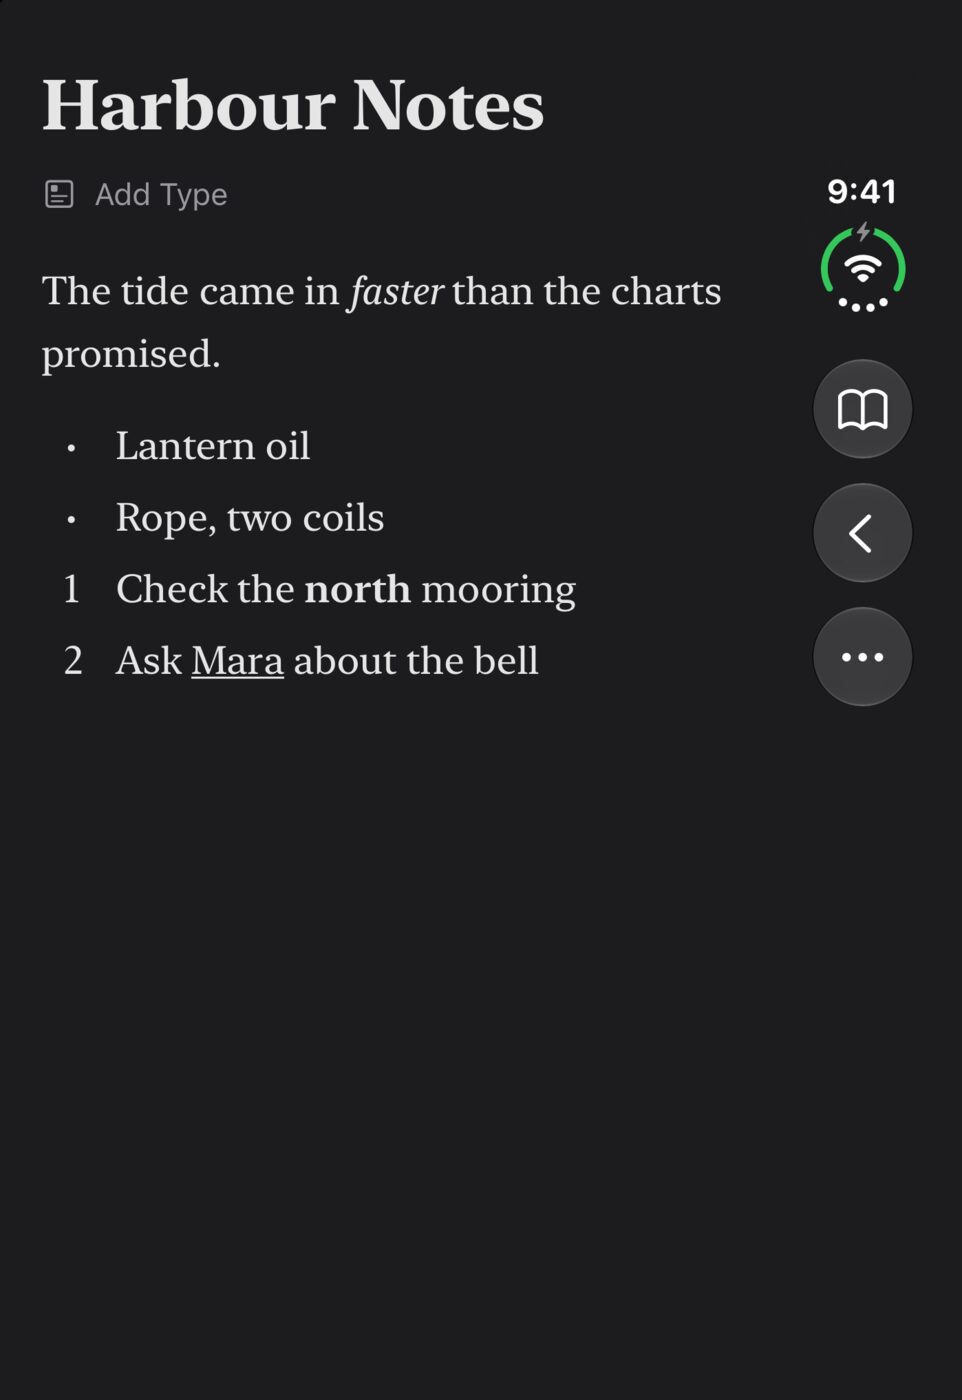 Harbour Notes
Add Type
9:41
The tide came in faster than the charts
promised.
• Lantern oil
• Rope, two coils
1 Check the north mooring
2 Ask Mara about the bell